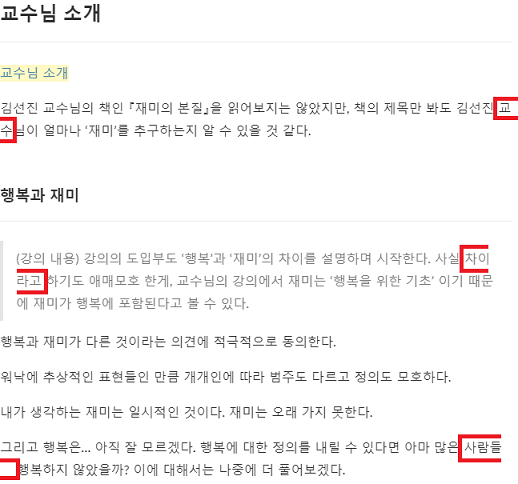 교수님 소개
교수님 소개
김선진 교수님의 책인 『재미의 본질』을 읽어보지는 않았지만, 책의 제목만 봐도 김선진 교
수님이 얼마나 ‘재미’를 추구하는지 알 수 있을 것 같다.
행복과 재미
(강의 내용) 강의의 도입부도 ‘행복’과 ‘재미’의 차이를 설명하며 시작한다. 사실 차이
라고 하기도 애매모호 한게, 교수님의 강의에서 재미는 ‘행복을 위한 기초’ 이기 때문
에 재미가 행복에 포함된다고 볼 수 있다.
행복과 재미가 다른 것이라는 의견에 적극적으로 동의한다.
워낙에 추상적인 표현들인 만큼 개개인에 따라 범주도 다르고 정의도 모호하다.
내가 생각하는 재미는 일시적인 것이다. 재미는 오래 가지 못한다.
그리고 행복은... 아직 잘 모르겠다. 행복에 대한 정의를 내릴 수 있다면 아마 많은 사람들
행복하지 않았을까? 이에 대해서는 나중에 더 풀어보겠다.